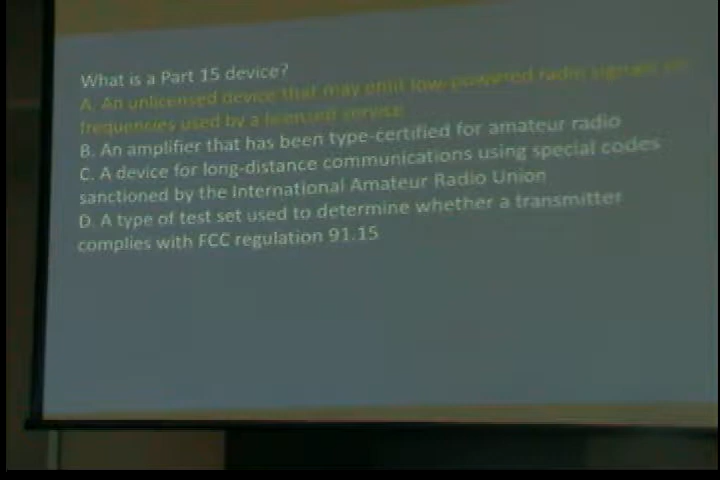 What is a Part 15 device?
A. An unlicensed device that may emit low-powered radio signals on
frequencies used by a licensed service
B. An amplifier that has been type-certified for amateur radio
C. A device for long-distance communications using special codes
sanctioned by the International Amateur Radio Union
D. A type of test set used to determine whether a transmitter
complies with FCC regulation 91.15